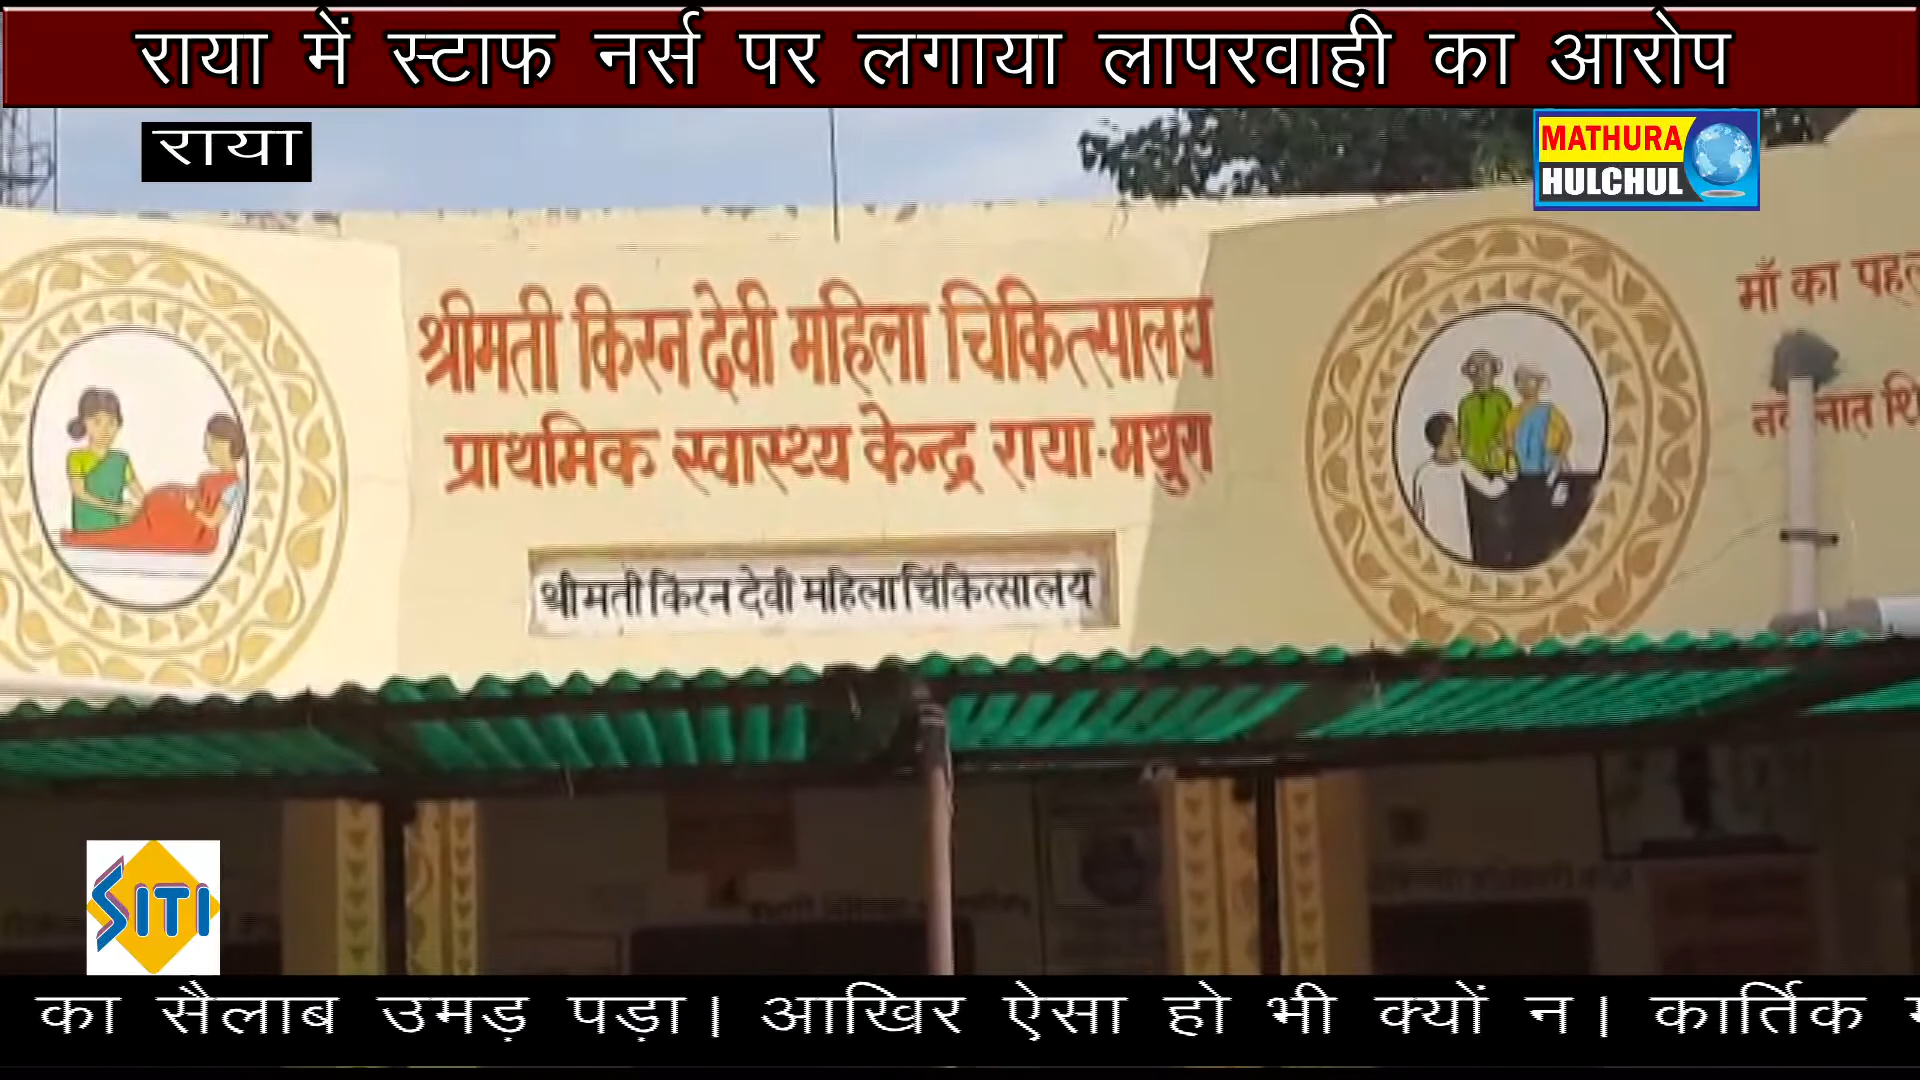 राया में स्टाफ नर्स पर लगाया लापरवाही का आरोप
राया
MATHURA
HULCHUL
श्रीमती किरन देवी महिला चिकित्सालय
प्राथमिक स्वास्थ्य केन्द्र राया-मथुरा
माँ का
श्रीमती किरन देवी महिला चिकित्सालय
SITI
का सैलाब उमड़ पड़ा। आखिर ऐसा हो भी क्यों न। कार्तिक